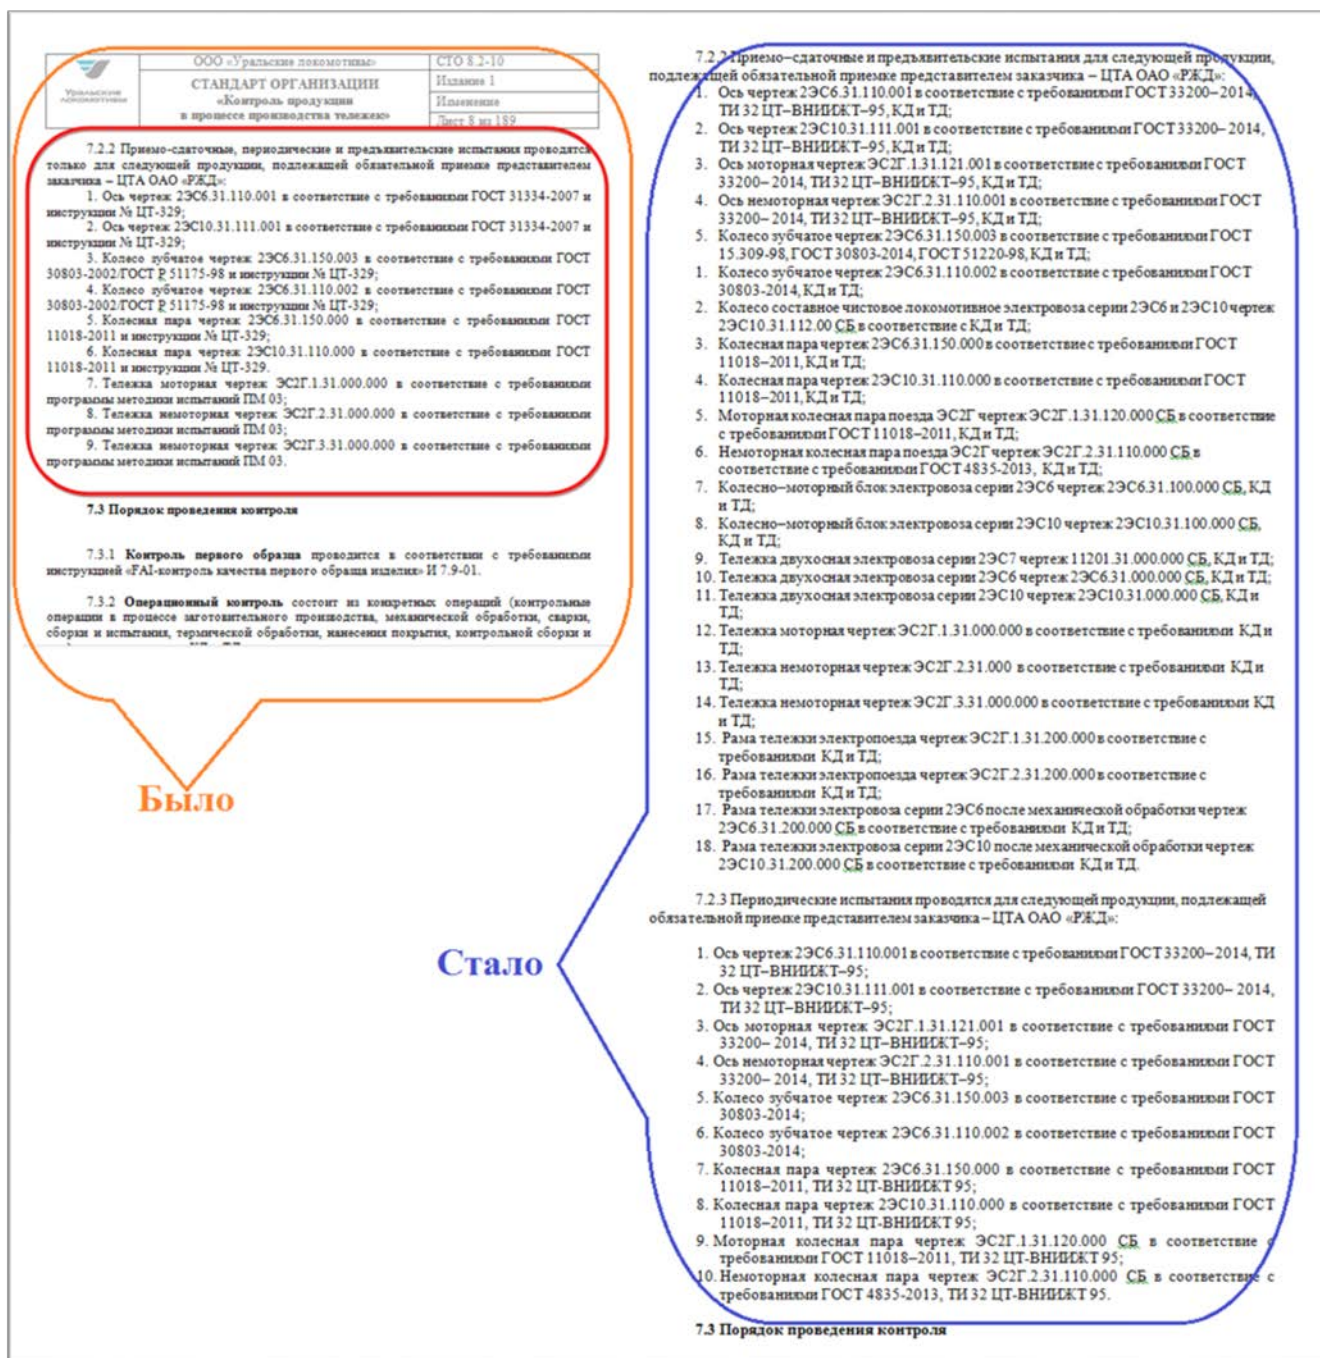 Уральские
локомотивы
ООО «Уральские локомотивы»
СТО 8.2-10
СТАНДАРТ ОРГАНИЗАЦИИ
«Контроль продукции
в процессе производства тележек»
Издание 1
Изменение
Лист 8 из 189
7.2.2 Приемо-сдаточные, периодические и предъявительские испытания проводятся
только для следующей продукции, подлежащей обязательной приемке представителем
заказчика – ЦТА ОАО «РЖД»:
1. Ось чертеж 2ЭС6.31.110.001 в соответствие с требованиями ГОСТ 31334-2007 и
инструкции № ЦТ-329;
2. Ось чертеж 2ЭС10.31.111.001 в соответствие с требованиями ГОСТ 31334-2007 и
инструкции № ЦТ-329;
3. Колесо зубчатое чертеж 2ЭС6.31.150.003 в соответствие с требованиями ГОСТ
30803-2002/ГОСТ Р 51175-98 и инструкции № ЦТ-329;
4. Колесо зубчатое чертеж 2ЭС6.31.110.002 в соответствие с требованиями ГОСТ
30803-2002/ГОСТ Р 51175-98 и инструкции № ЦТ-329;
5. Колесная пара чертеж 2ЭС6.31.150.000 в соответствие с требованиями ГОСТ
11018-2011 и инструкции № ЦТ-329;
6. Колесная пара чертеж 2ЭС10.31.110.000 в соответствие с требованиями ГОСТ
11018-2011 и инструкции № ЦТ-329.
7. Тележка моторная чертеж ЭС2Г.1.31.000.000 в соответствие с требованиями
программы методики испытаний ПМ 03;
8. Тележка немоторная чертеж ЭС2Г.2.31.000.000 в соответствие с требованиями
программы методики испытаний ПМ 03;
9. Тележка немоторная чертеж ЭС2Г.3.31.000.000 в соответствие с требованиями
программы методики испытаний ПМ 03.
7.3 Порядок проведения контроля
7.3.1 Контроль первого образца проводится в соответствии с требованиями
инструкцией «FAI-контроль качества первого образца изделия» И 7.9-01.
7.3.2 Операционный контроль состоит из конкретных операций (контрольные
операции в процессе заготовительного производства, механической обработки, сварки,
сборки и испытания, термической обработки, нанесения покрытия, контрольной сборки и
Было
Стало
7.2.2 Приемо–сдаточные и предъявительские испытания для следующей продукции,
подлежащей обязательной приемке представителем заказчика – ЦТА ОАО «РЖД»:
1. Ось чертеж 2ЭС6.31.110.001 в соответствие с требованиями ГОСТ 33200–2014,
ТИ 32 ЦТ–ВНИИЖТ–95, КД и ТД;
2. Ось чертеж 2ЭС10.31.111.001 в соответствие с требованиями ГОСТ 33200– 2014,
ТИ 32 ЦТ–ВНИИЖТ–95, КД и ТД;
3. Ось моторная чертеж ЭС2Г.1.31.121.001 в соответствие с требованиями ГОСТ
33200– 2014, ТИ 32 ЦТ–ВНИИЖТ–95, КД и ТД;
4. Ось немоторная чертеж ЭС2Г.2.31.110.001 в соответствие с требованиями ГОСТ
33200– 2014, ТИ 32 ЦТ–ВНИИЖТ–95, КД и ТД;
5. Колесо зубчатое чертеж 2ЭС6.31.150.003 в соответствие с требованиями ГОСТ
15.309-98, ГОСТ 30803-2014, ГОСТ 51220-98, КД и ТД;
1. Колесо зубчатое чертеж 2ЭС6.31.110.002 в соответствие с требованиями ГОСТ
30803-2014, КД и ТД;
2. Колесо составное чистовое локомотивное электровоза серии 2ЭС6 и 2ЭС10 чертеж
2ЭС10.31.112.00 СБ в соответствие с КД и ТД;
3. Колесная пара чертеж 2ЭС6.31.150.000 в соответствие с требованиями ГОСТ
11018–2011, КД и ТД;
4. Колесная пара чертеж 2ЭС10.31.110.000 в соответствие с требованиями ГОСТ
11018–2011, КД и ТД;
5. Моторная колесная пара поезда ЭС2Г чертеж ЭС2Г.1.31.120.000 СБ в соответствие
с требованиями ГОСТ 11018–2011, КД и ТД;
6. Немоторная колесная пара поезда ЭС2Г чертеж ЭС2Г.2.31.110.000 СБ в
соответствие с требованиями ГОСТ 4835-2013, КД и ТД;
7. Колесно–моторный блок электровоза серии 2ЭС6 чертеж 2ЭС6.31.100.000 СБ, КД
и ТД;
8. Колесно–моторный блок электровоза серии 2ЭС10 чертеж 2ЭС10.31.100.000 СБ,
КД и ТД;
9. Тележка двухосная электровоза серии 2ЭС7 чертеж 11201.31.000.000 СБ, КД и ТД;
10. Тележка двухосная электровоза серии 2ЭС6 чертеж 2ЭС6.31.000.000 СБ, КД и ТД;
11. Тележка двухосная электровоза серии 2ЭС10 чертеж 2ЭС10.31.000.000 СБ, КД и
ТД;
12. Тележка моторная чертеж ЭС2Г.1.31.000.000 в соответствие с требованиями КД и
ТД;
13. Тележка немоторная чертеж ЭС2Г.2.31.000 в соответствие с требованиями КД и
ТД;
14. Тележка немоторная чертеж ЭС2Г.3.31.000.000 в соответствие с требованиями КД
и ТД;
15. Рама тележки электропоезда чертеж ЭС2Г.1.31.200.000 в соответствие с
требованиями КД и ТД;
16. Рама тележки электропоезда чертеж ЭС2Г.2.31.200.000 в соответствие с
требованиями КД и ТД;
17. Рама тележки электровоза серии 2ЭС6 после механической обработки чертеж
2ЭС6.31.200.000 СБ в соответствие с требованиями КД и ТД;
18. Рама тележки электровоза серии 2ЭС10 после механической обработки чертеж
2ЭС10.31.200.000 СБ в соответствие с требованиями КД и ТД.
7.2.3 Периодические испытания проводятся для следующей продукции, подлежащей
обязательной приемке представителем заказчика – ЦТА ОАО «РЖД»:
1. Ось чертеж 2ЭС6.31.110.001 в соответствие с требованиями ГОСТ 33200–2014, ТИ
32 ЦТ–ВНИИЖТ–95;
2. Ось чертеж 2ЭС10.31.111.001 в соответствие с требованиями ГОСТ 33200– 2014,
ТИ 32 ЦТ–ВНИИЖТ–95;
3. Ось моторная чертеж ЭС2Г.1.31.121.001 в соответствие с требованиями ГОСТ
33200– 2014, ТИ 32 ЦТ–ВНИИЖТ–95;
4. Ось немоторная чертеж ЭС2Г.2.31.110.001 в соответствие с требованиями ГОСТ
33200– 2014, ТИ 32 ЦТ–ВНИИЖТ–95;
5. Колесо зубчатое чертеж 2ЭС6.31.150.003 в соответствие с требованиями ГОСТ
30803-2014;
6. Колесо зубчатое чертеж 2ЭС6.31.110.002 в соответствие с требованиями ГОСТ
30803-2014;
7. Колесная пара чертеж 2ЭС6.31.150.000 в соответствие с требованиями ГОСТ
11018–2011, ТИ 32 ЦТ-ВНИИЖТ 95;
8. Колесная пара чертеж 2ЭС10.31.110.000 в соответствие с требованиями ГОСТ
11018–2011, ТИ 32 ЦТ-ВНИИЖТ 95;
9. Моторная колесная пара чертеж ЭС2Г.1.31.120.000 СБ в соответствие с
требованиями ГОСТ 11018–2011, ТИ 32 ЦТ-ВНИИЖТ 95;
10. Немоторная колесная пара чертеж ЭС2Г.2.31.110.000 СБ в соответствие с
требованиями ГОСТ 4835-2013, ТИ 32 ЦТ-ВНИИЖТ 95.
7.3 Порядок проведения контроля